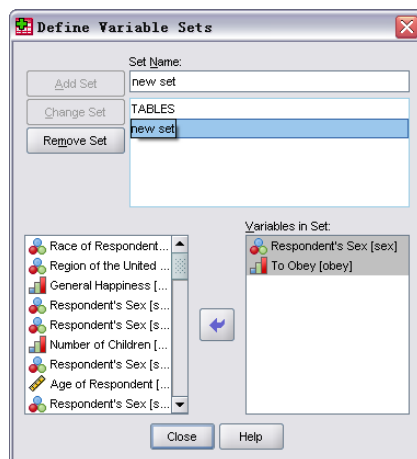 Define Variable Sets
Set Name:
Add Set
new set
Change Set
TABLES
Remove Set
new set
Variables in Set:
Race of Respondent...
Region of the United ...
General Happiness [...
Respondent's Sex [s...
Respondent's Sex [s...
Number of Children [...
Respondent's Sex [s...
Age of Respondent [...
Respondent's Sex [s...
Respondent's Sex [sex]
To Obey [obey]
Close
Help